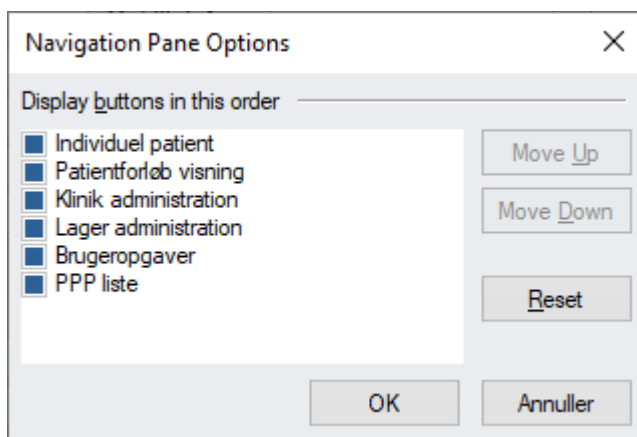 Navigation Pane Options
Display buttons in this order
Individuel patient
Patientforløb visning
Klinik administration
Lager administration
Brugeropgaver
PPP liste
Move Up
Move Down
Reset
OK
Annuller